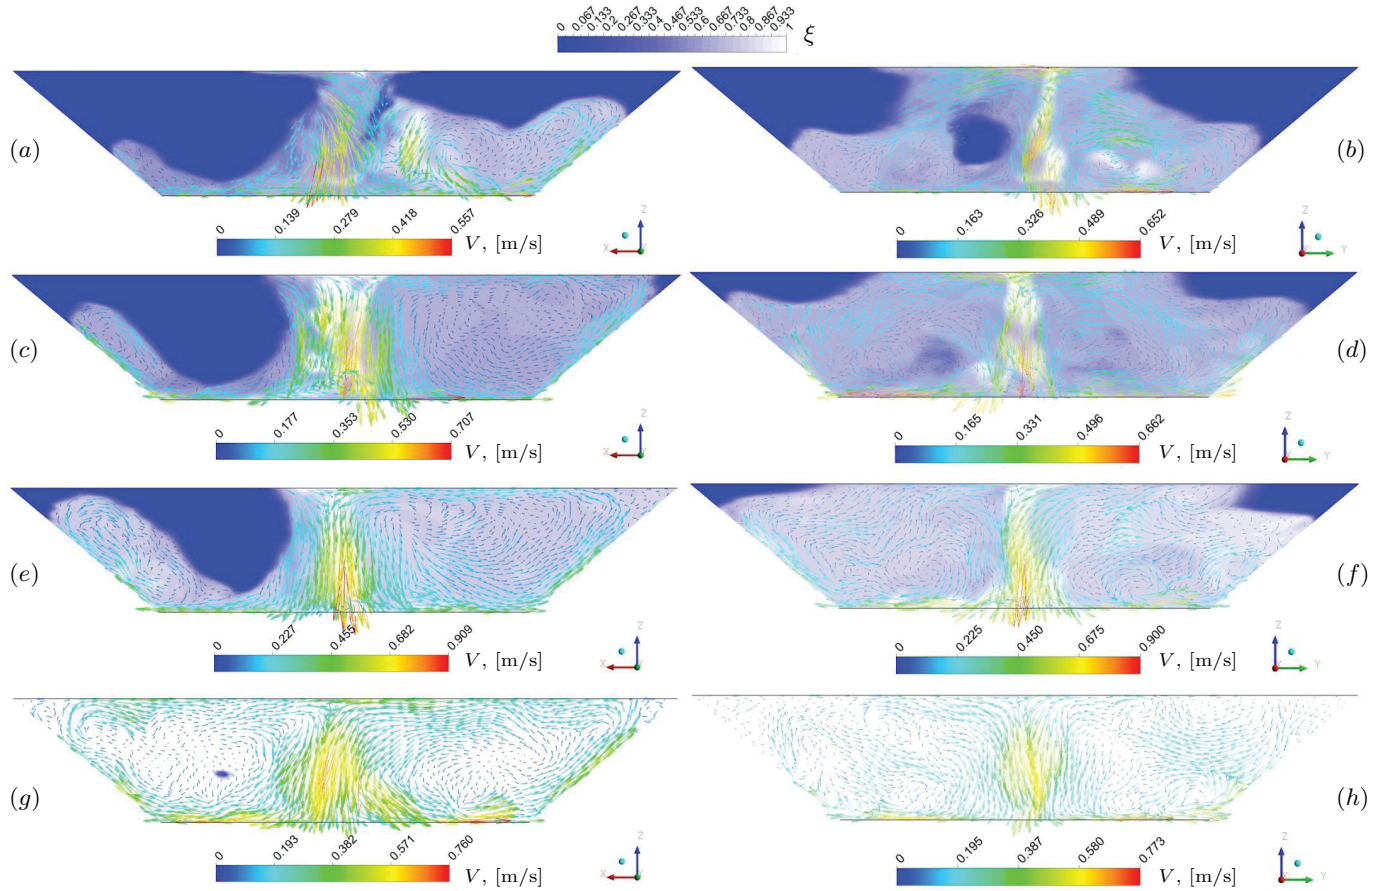 0 0.067 0.133 0.2 0.267 0.333 0.4 0.467 0.533 0.6 0.667 0.733 0.8 0.867 0.933 1
ξ
(a)
(b)
0 0.139 0.279 0.418 0.557 V, [m/s]
Z
X
0 0.163 0.326 0.489 0.652 V, [m/s]
Z
Y
(c)
(d)
0 0.177 0.353 0.530 0.707 V, [m/s]
Z
X
0 0.165 0.331 0.496 0.662 V, [m/s]
Z
Y
(e)
(f)
0 0.227 0.455 0.682 0.909 V, [m/s]
Z
X
0 0.225 0.450 0.675 0.900 V, [m/s]
Z
Y
(g)
(h)
0 0.193 0.382 0.571 0.760 V, [m/s]
Z
X
0 0.195 0.387 0.580 0.773 V, [m/s]
Z
Y